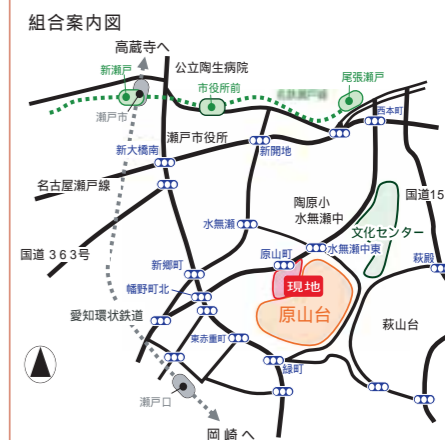 組合案内図
高蔵寺へ
新瀬戸
公立陶生病院
市役所前
尾張瀬戸
瀬戸市
西本町
瀬戸市役所
新大橋南
新開地
名古屋瀬戸線
陶原小
水無瀬中
国道15
水無瀬
文化センター
国道363号
原山町
水無瀬中東
萩殿
新郷町
現地
幡野町北
原山台
愛知環状鉄道
萩山台
東赤重町
緑町
瀬戸口
岡崎へ